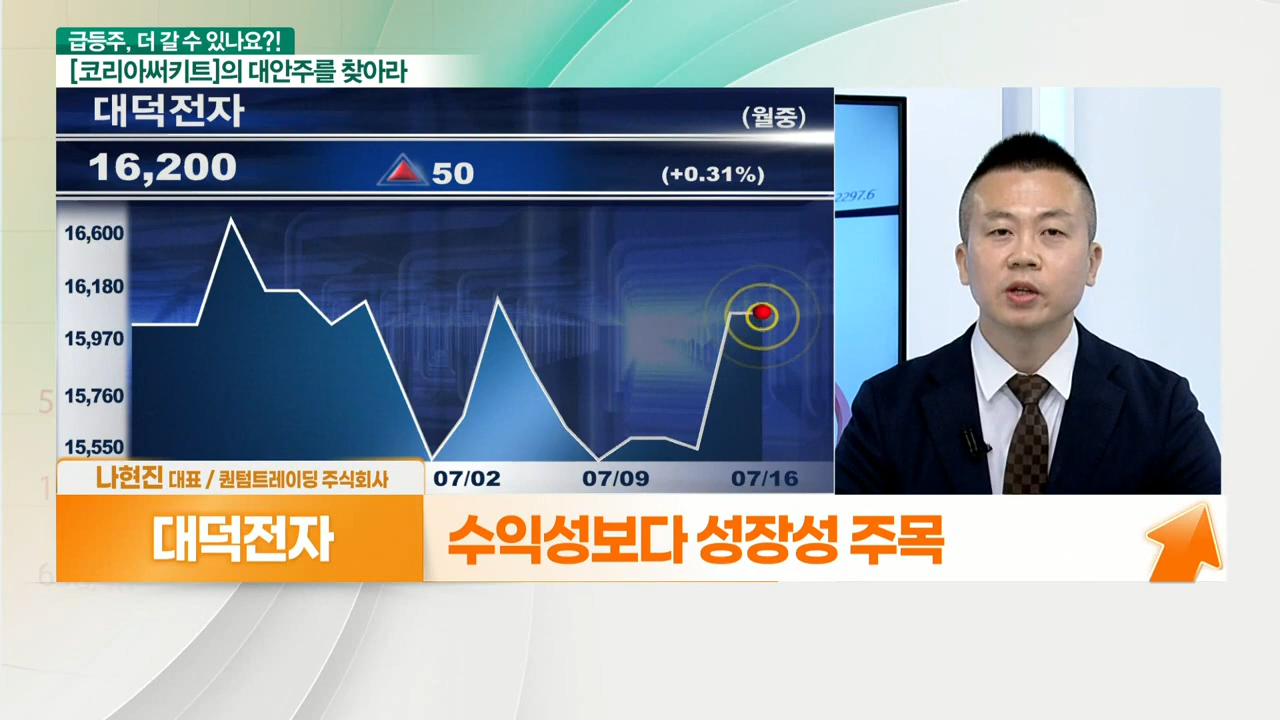 급등주, 더 갈 수 있나요?!
[코리아써키트]의 대안주를 찾아라
대덕전자 (월중)
16,200 50 (+0.31%)
16,600
16,180
15,970
15,760
15,550
07/02 07/09 07/16
2297.6
나현진 대표 / 퀀텀트레이딩 주식회사
대덕전자
수익성보다 성장성 주목